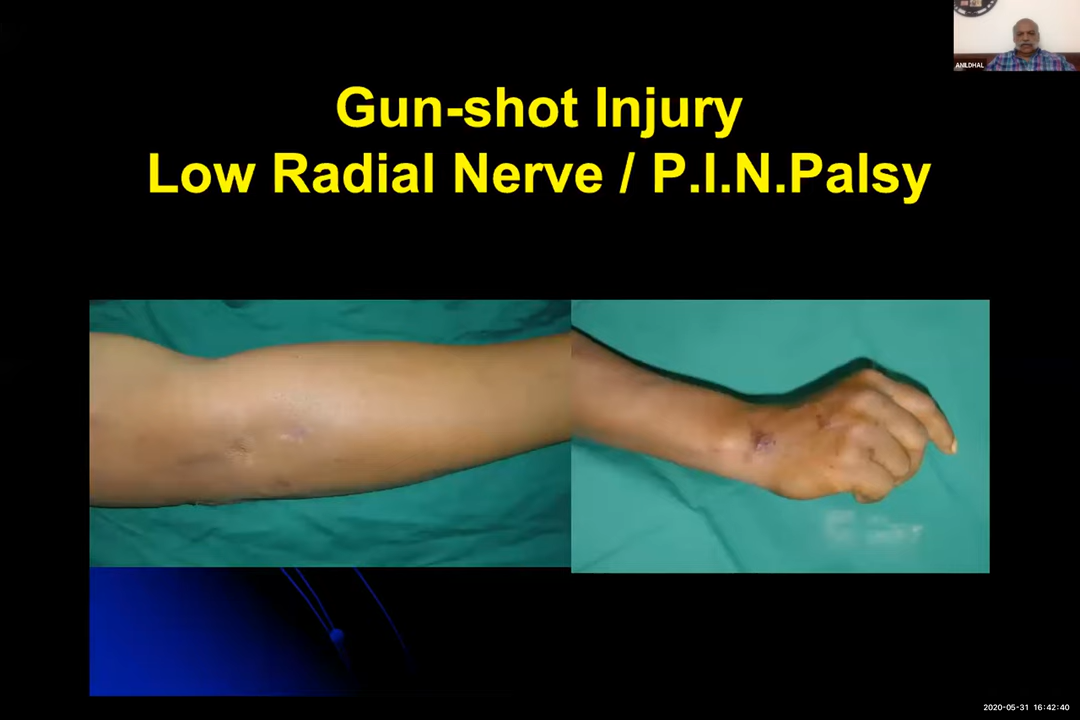 ANILDHAL
Gun-shot Injury
Low Radial Nerve / P.I.N.Palsy
2020-05-31 16:42:40